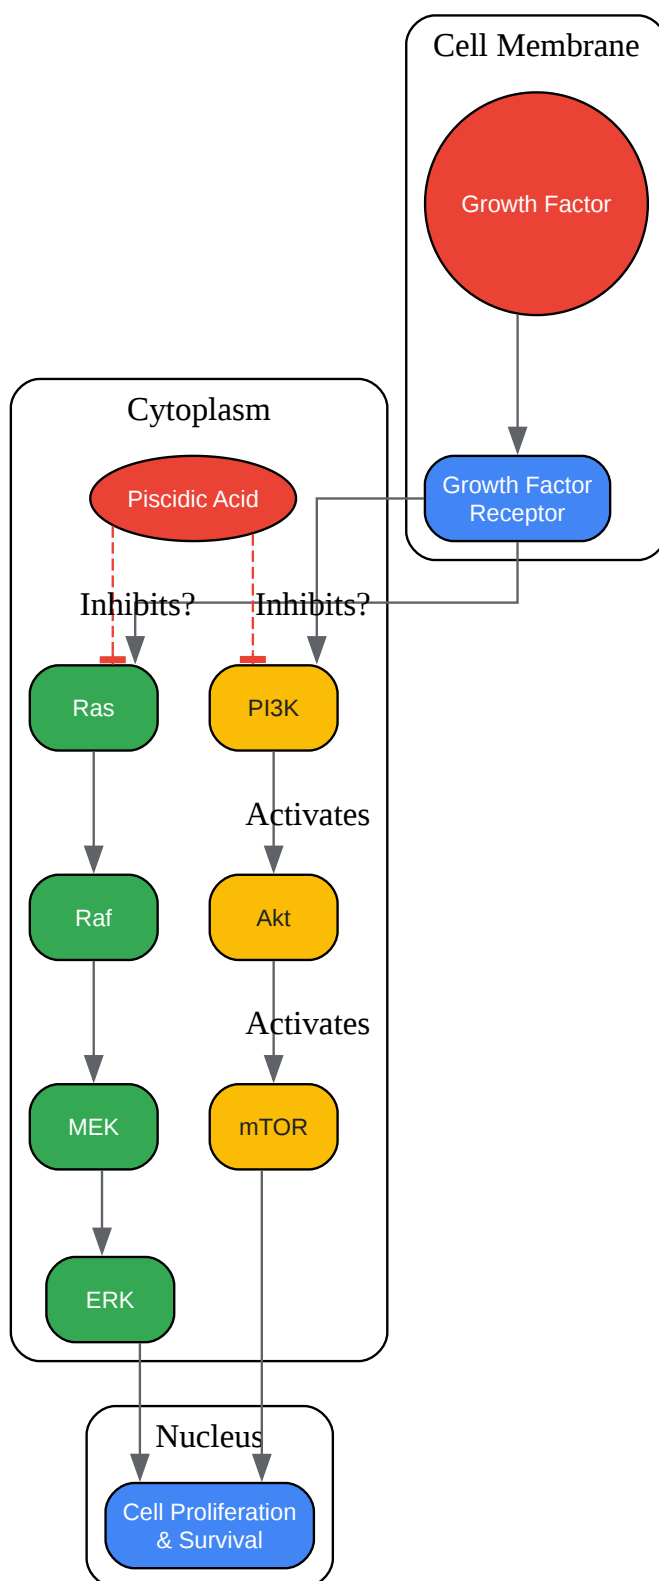 Cell Membrane
Growth Factor
Cytoplasm
Piscidic Acid
Growth Factor
Receptor
Inhibits?
Inhibits?
Ras
PI3K
Activates
Raf
Akt
Activates
MEK
mTOR
ERK
Nucleus
Cell Proliferation
& Survival